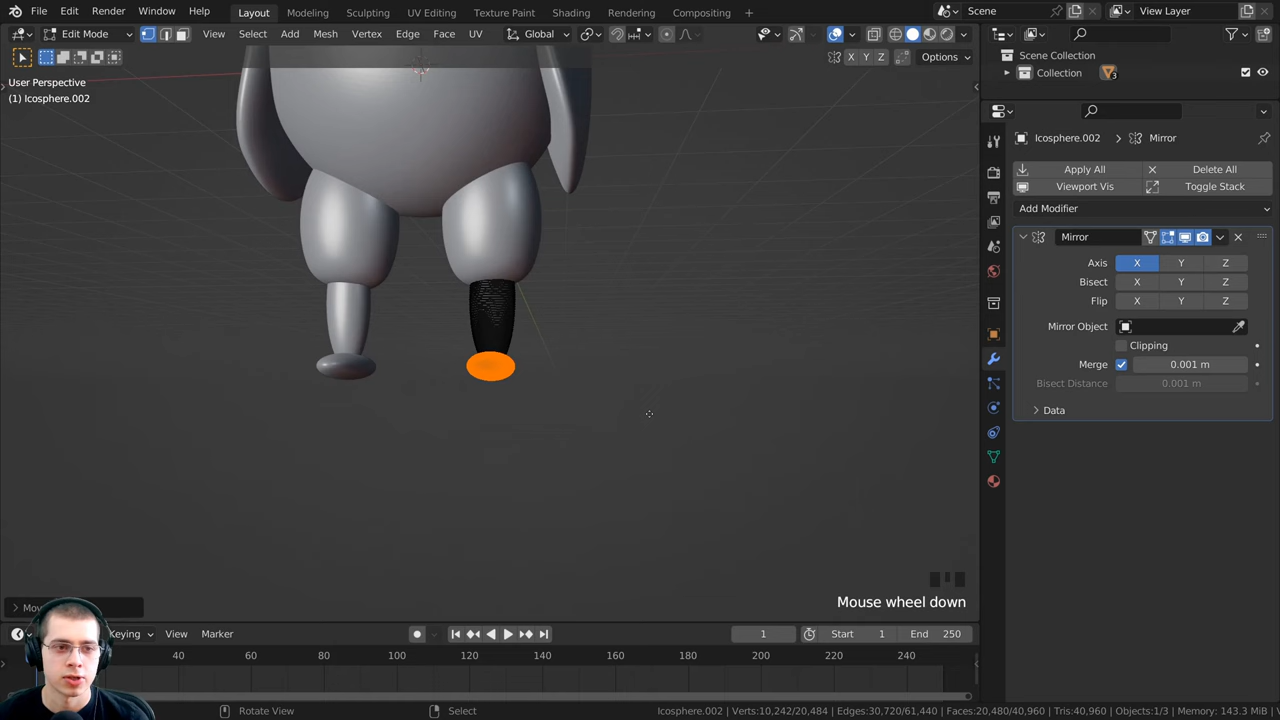 File Edit Render Window Help Layout Modeling Sculpting UV Editing Texture Paint Shading Rendering Compositing Scene View Layer
Edit Mode View Select Add Mesh Vertex Edge Face UV Global
X Y Z Options
User Perspective
(1) Icosphere.002
Scene Collection
Collection 3
Icosphere.002 Mirror
Apply All Delete All
Viewport Vis Toggle Stack
Add Modifier
Mirror
Axis X Y Z
Bisect X Y Z
Flip X Y Z
Mirror Object
Clipping
Merge 0.001 m
Bisect Distance 0.001 m
Data
Mouse wheel down
Mov
Keying View Marker 1 Start 1 End 250
40 60 80 100 120 140 160 180 200 220 240
Rotate View Select Icosphere.002 | Verts:10,242/20,484 | Edges:30,720/61,440 | Faces:20,480/40,960 | Tris:40,960 | Objects:1/3 | Memory: 143.3 MiB